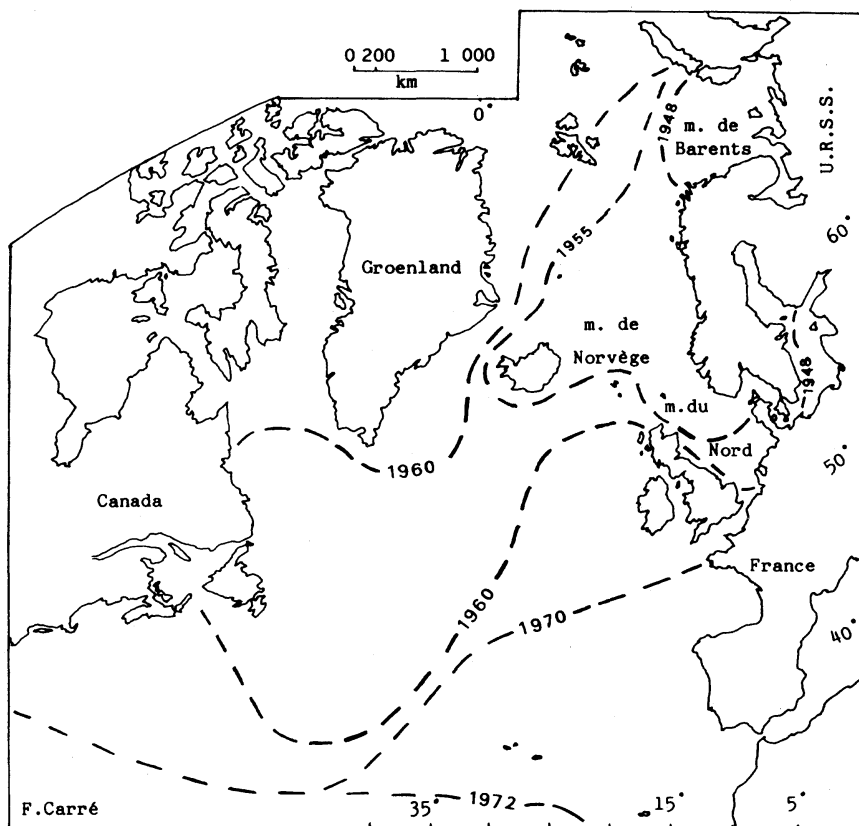 0 200 1 000
km
0°
1948
m. de
Barents
U.R.S.S.
60°
1955
Groenland
m. de
Norvège
1948
m.du
Nord
50°
1960
Canada
France
1960
1970
40°
1972
35°
15°
5°
F.Carré